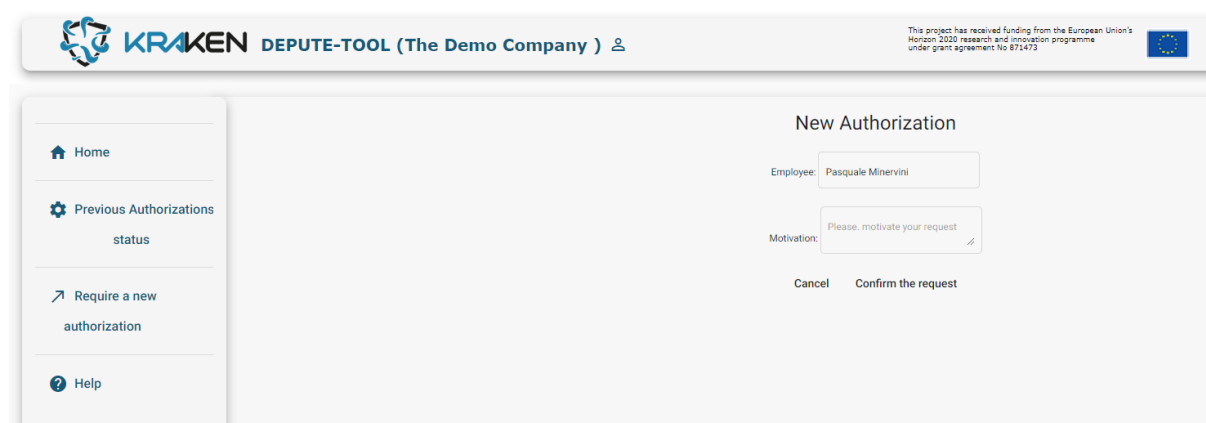 KRAKEN DEPUTE-TOOL (The Demo Company )
This project has received funding from the European Union's
Horizon 2020 research and innovation programme
under grant agreement No 871473
Home
Previous Authorizations
status
Require a new
authorization
Help
New Authorization
Employee: Pasquale Minervini
Motivation: Please. motivate your request
Cancel Confirm the request